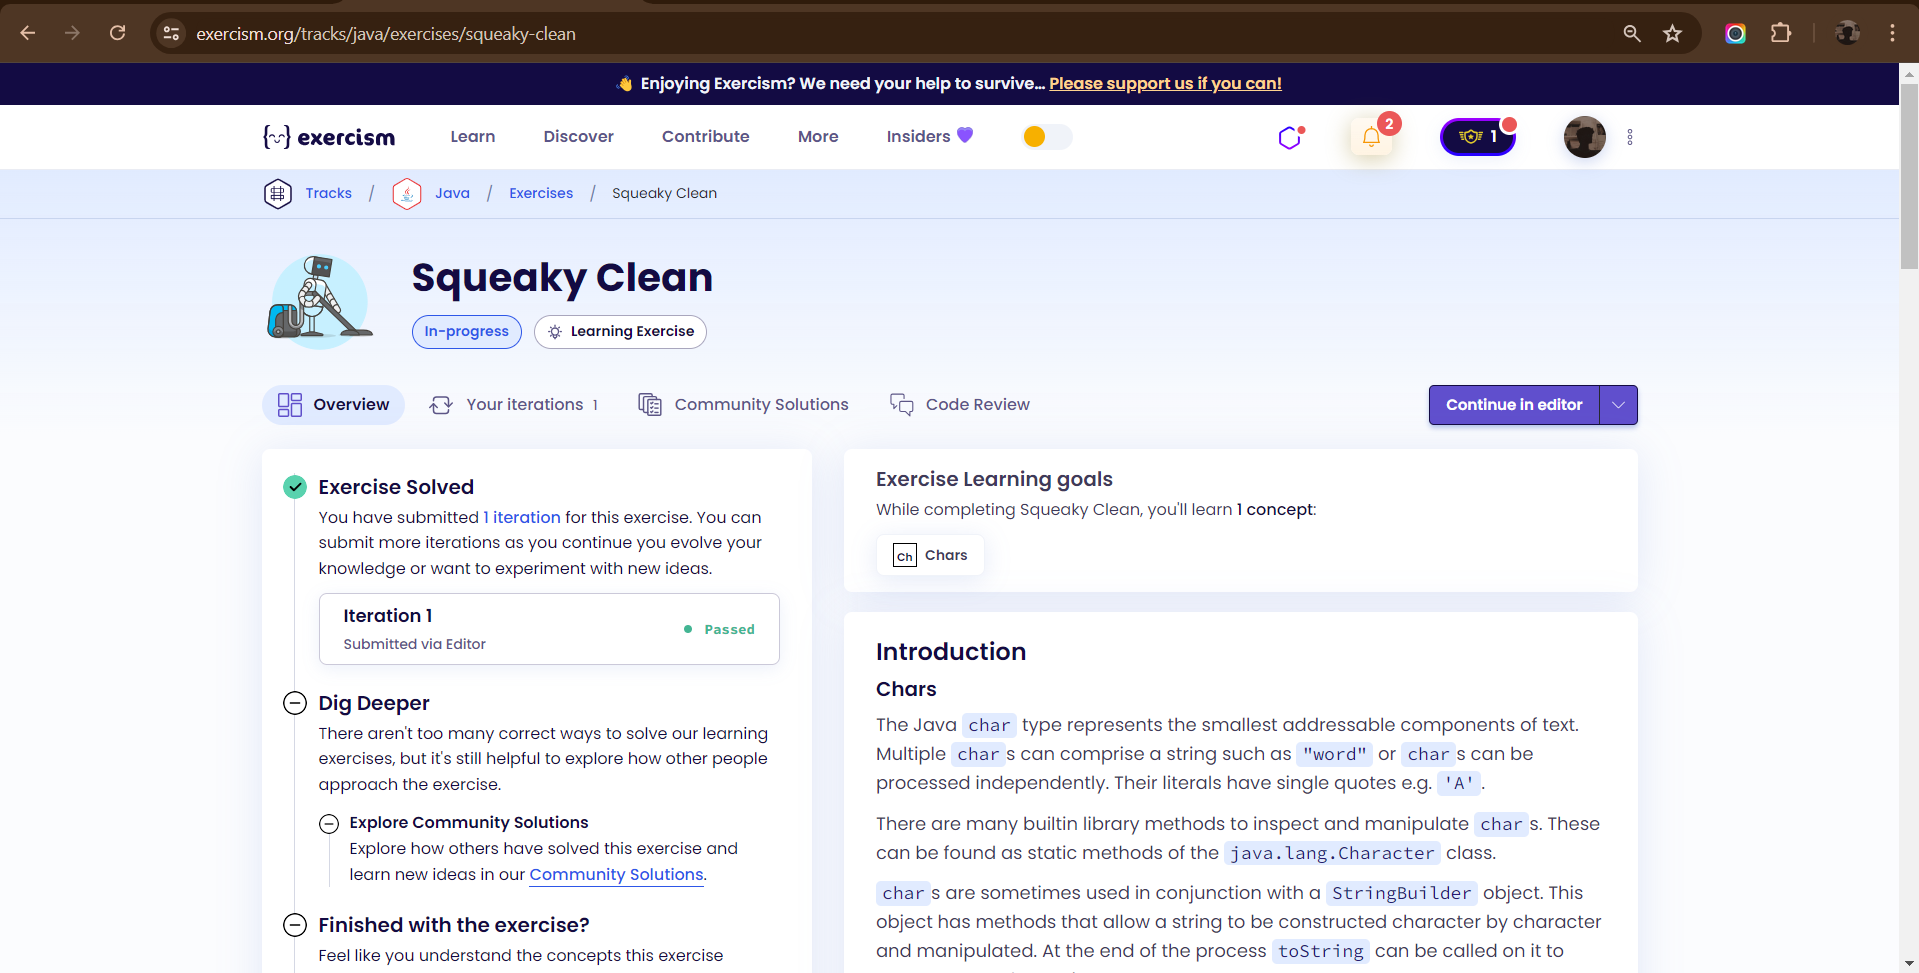 exercism.org/tracks/java/exercises/squeaky-clean
👋 Enjoying Exercism? We need your help to survive... Please support us if you can!
exercism Learn Discover Contribute More Insiders 💜 2 1
Tracks / Java / Exercises / Squeaky Clean
Squeaky Clean
In-progress Learning Exercise
Overview Your iterations 1 Community Solutions Code Review Continue in editor
Exercise Solved
You have submitted 1 iteration for this exercise. You can
submit more iterations as you continue you evolve your
knowledge or want to experiment with new ideas.
Iteration 1
Submitted via Editor
Passed
Dig Deeper
There aren't too many correct ways to solve our learning
exercises, but it's still helpful to explore how other people
approach the exercise.
Explore Community Solutions
Explore how others have solved this exercise and
learn new ideas in our Community Solutions.
Finished with the exercise?
Feel like you understand the concepts this exercise
Exercise Learning goals
While completing Squeaky Clean, you'll learn 1 concept:
Ch Chars
Introduction
Chars
The Java char type represents the smallest addressable components of text.
Multiple chars can comprise a string such as "word" or chars can be
processed independently. Their literals have single quotes e.g. 'A'.
There are many builtin library methods to inspect and manipulate chars. These
can be found as static methods of the java.lang.Character class.
chars are sometimes used in conjunction with a StringBuilder object. This
object has methods that allow a string to be constructed character by character
and manipulated. At the end of the process toString can be called on it to